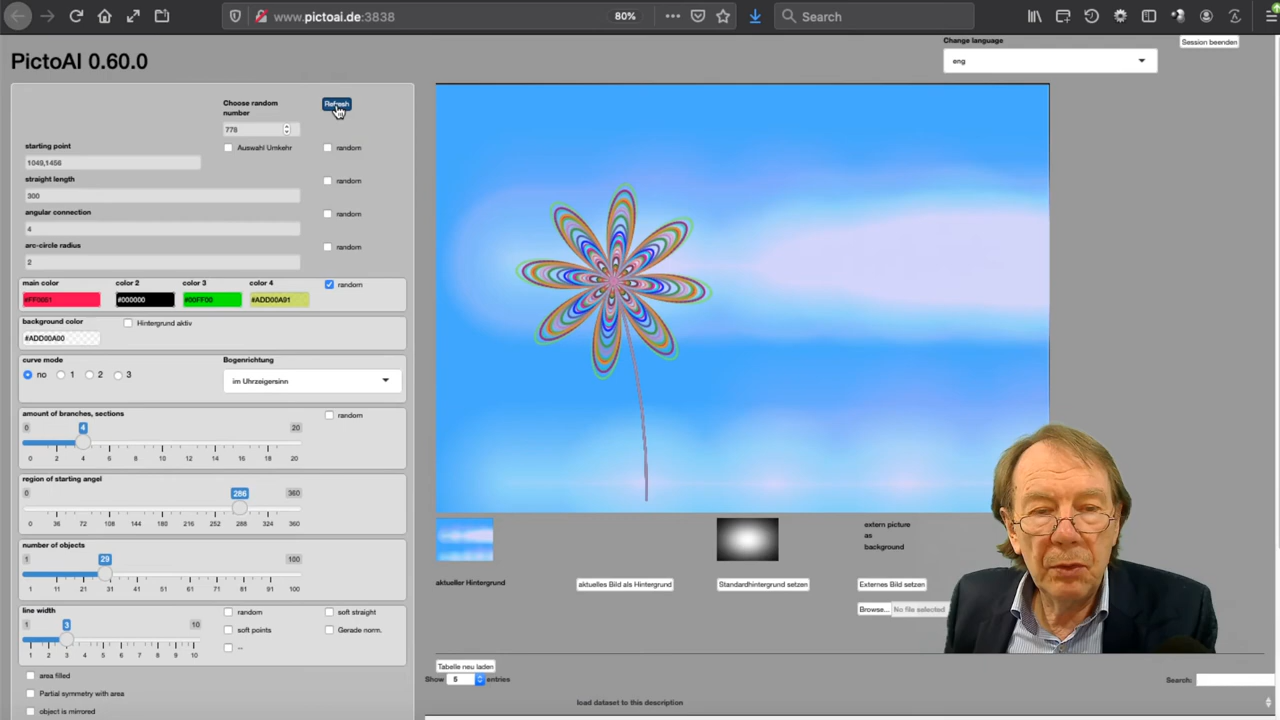 www.pictoai.de:3838
80%
Search
PictoAI 0.60.0
Change language
eng
Session beenden
Choose random
number
Refresh
776
Auswahl Umkehr
random
starting point
1049,1456
straight length
random
300
angular connection
random
4
arc-circle radius
random
2
main color color 2 color 3 color 4 random
#FF0051 #000000 #00FF00 #ADD00A91
background color
Hintergrund aktiv
#ADD00A00
curve mode
Bogenrichtung
no 1 2 3
im Uhrzeigersinn
amount of branches, sections
random
0 4 20
0 2 4 6 8 10 12 14 16 18 20
region of starting angel
0 286 360
0 36 72 108 144 180 216 252 288 324 360
number of objects
1 29 100
1 11 21 31 41 51 61 71 81 91 100
line width
random
soft straight
1 3 10
soft points
Gerade norm.
--
1 2 3 4 5 6 7 8 9 10
area filled
Partial symmetry with area
object is mirrored
extern picture
as
background
aktueller Hintergrund
aktuelles Bild als Hintergrund
Standardhintergrund setzen
Externes Bild setzen
Browse... No file selected
Tabelle neu laden
Show 5 entries
Search:
load dataset to this description